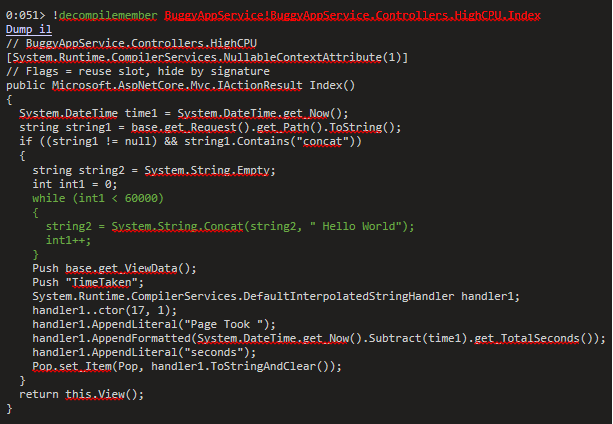 0:051> !decompilemember BuggyAppService!BuggyAppService.Controllers.HighCPU.Index
Dump il
// BuggyAppService.Controllers.HighCPU
[System.Runtime.CompilerServices.NullableContextAttribute(1)]
// Flags = reuse slot, hide by signature
public Microsoft.AspNetCore.Mvc.IActionResult Index()
{
  System.DateTime time1 = System.DateTime.get_Now();
  string string1 = base.get_Request().get_Path().ToString();
  if ((string1 != null) && string1.Contains("concat"))
  {
    string string2 = System.String.Empty;
    int int1 = 0;
    while (int1 < 60000)
    {
      string2 = System.String.Concat(string2, " Hello World");
      int1++;
    }
    Push base.get_ViewData();
    Push "TimeTaken";
    System.Runtime.CompilerServices.DefaultInterpolatedStringHandler handler1;
    handler1..ctor(17, 1);
    handler1.AppendLiteral("Page Took ");
    handler1.AppendFormatted(System.DateTime.get_Now().Subtract(time1).get_TotalSeconds());
    handler1.AppendLiteral("seconds");
    Pop.set_Item(Pop, handler1.ToStringAndClear());
  }
  return this.View();
}